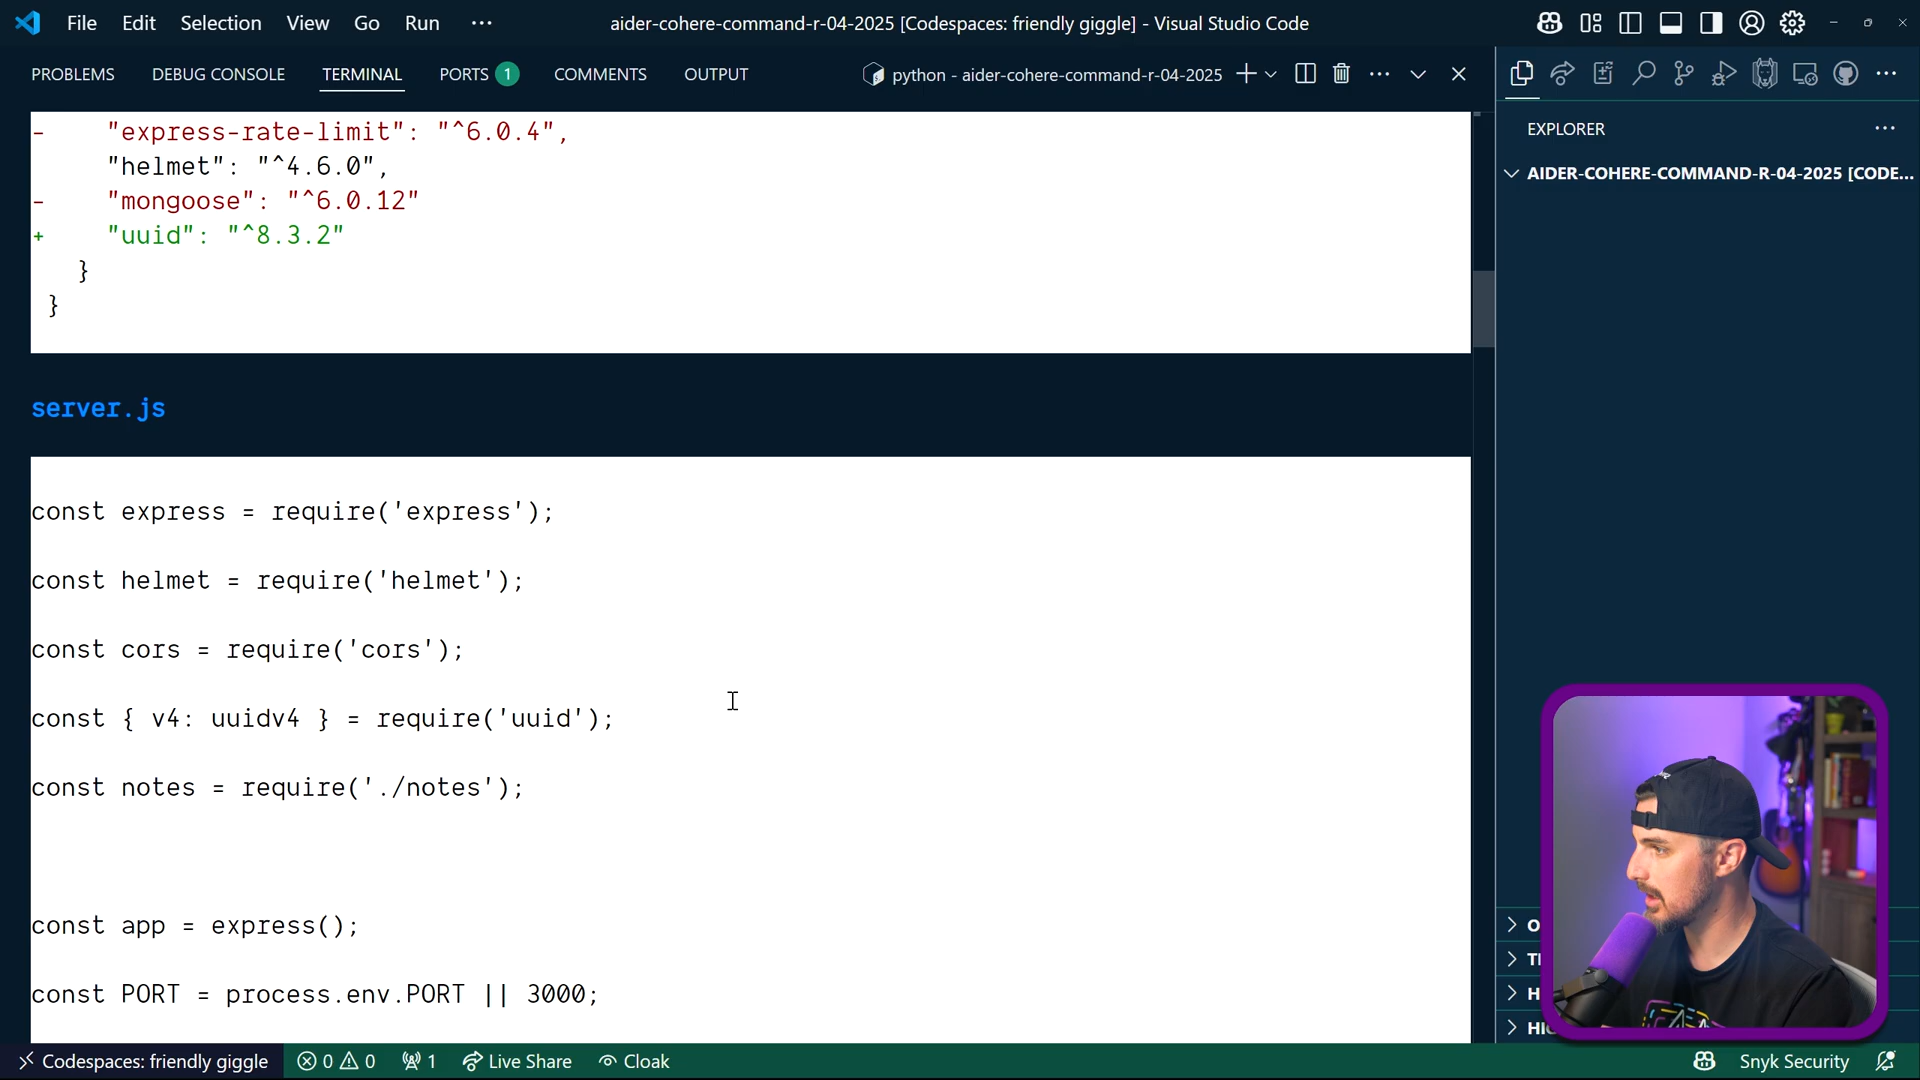 File Edit Selection View Go Run ···
aider-cohere-command-r-04-2025 [Codespaces: friendly giggle] - Visual Studio Code
PROBLEMS DEBUG CONSOLE TERMINAL PORTS 1 COMMENTS OUTPUT
python - aider-cohere-command-r-04-2025
-    "express-rate-limit": "^6.0.4",
     "helmet": "^4.6.0",
-    "mongoose": "^6.0.12"
+    "uuid": "^8.3.2"
   }
 }
server.js
const express = require('express');
const helmet = require('helmet');
const cors = require('cors');
const { v4: uuidv4 } = require('uuid');
const notes = require('./notes');
const app = express();
const PORT = process.env.PORT || 3000;
EXPLORER
AIDER-COHERE-COMMAND-R-04-2025 [CODE...
Codespaces: friendly giggle 0 0 1 Live Share Cloak
Snyk Security